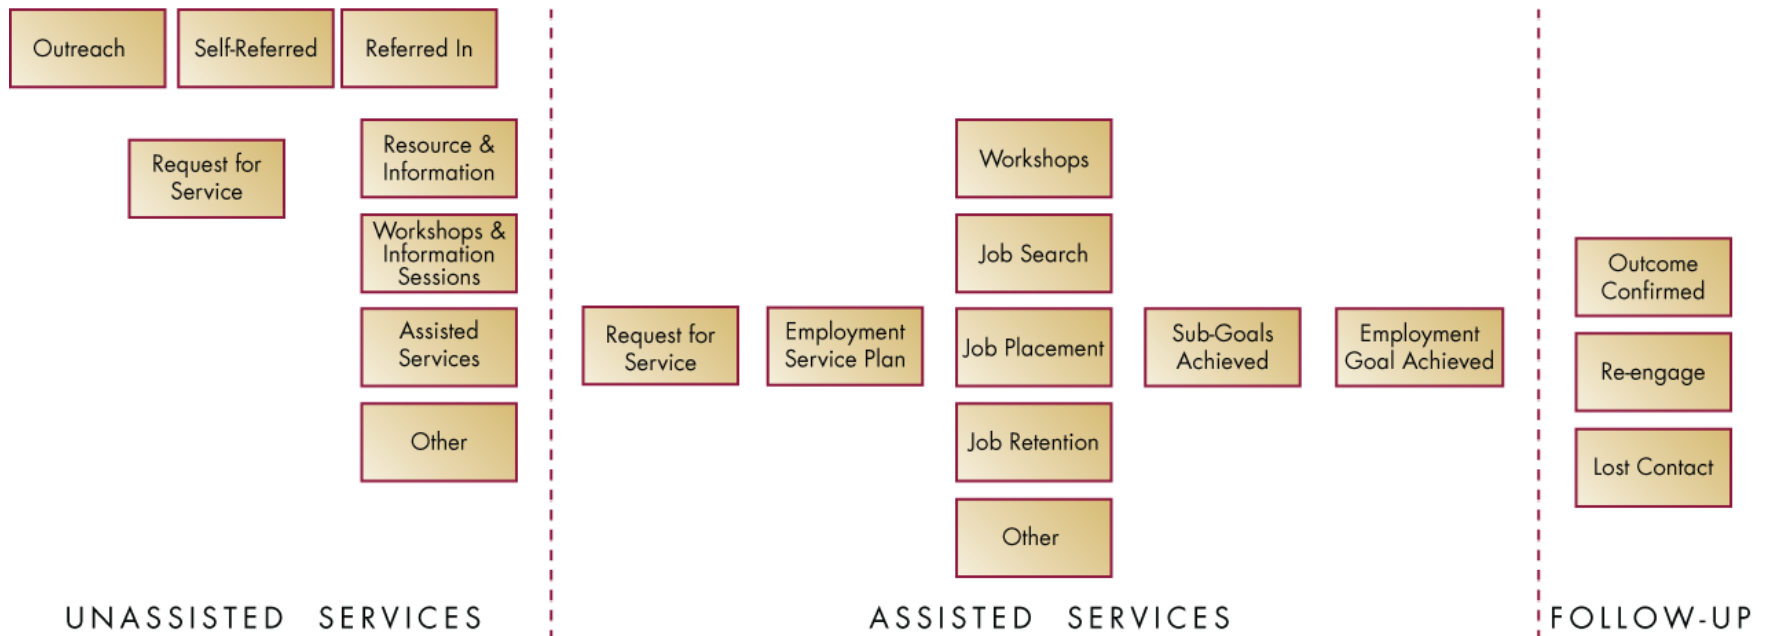 Outreach
Self-Referred
Referred In
Request for
Service
Resource &
Information
Workshops &
Information
Sessions
Assisted
Services
Other
UNASSISTED SERVICES
Request for
Service
Employment
Service Plan
Workshops
Job Search
Job Placement
Job Retention
Other
Sub-Goals
Achieved
Employment
Goal Achieved
ASSISTED SERVICES
Outcome
Confirmed
Re-engage
Lost Contact
FOLLOW-UP